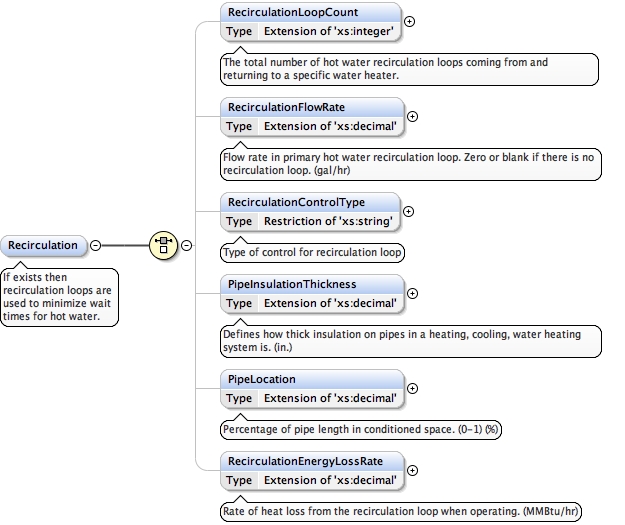 RecirculationLoopCount
Type Extension of 'xs:integer'
The total number of hot water recirculation loops coming from and
returning to a specific water heater.
RecirculationFlowRate
Type Extension of 'xs:decimal'
Flow rate in primary hot water recirculation loop. Zero or blank if there is no
recirculation loop. (gal/hr)
RecirculationControlType
Type Restriction of 'xs:string'
Type of control for recirculation loop
Recirculation
If exists then
recirculation loops are
used to minimize wait
times for hot water.
PipeInsulationThickness
Type Extension of 'xs:decimal'
Defines how thick insulation on pipes in a heating, cooling, water heating
system is. (in.)
PipeLocation
Type Extension of 'xs:decimal'
Percentage of pipe length in conditioned space. (0-1) (%)
RecirculationEnergyLossRate
Type Extension of 'xs:decimal'
Rate of heat loss from the recirculation loop when operating. (MMBtu/hr)